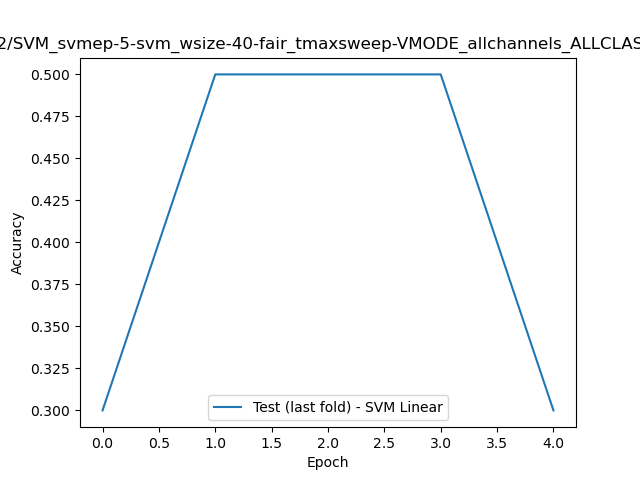 2/SVM_svmep-5-svm_wsize-40-fair_tmaxsweep-VMODE_allchannels_ALLCLAS
0.500
0.475
0.450
0.425
0.400
0.375
0.350
0.325
0.300
Accuracy
Test (last fold) - SVM Linear
0.0 0.5 1.0 1.5 2.0 2.5 3.0 3.5 4.0
Epoch